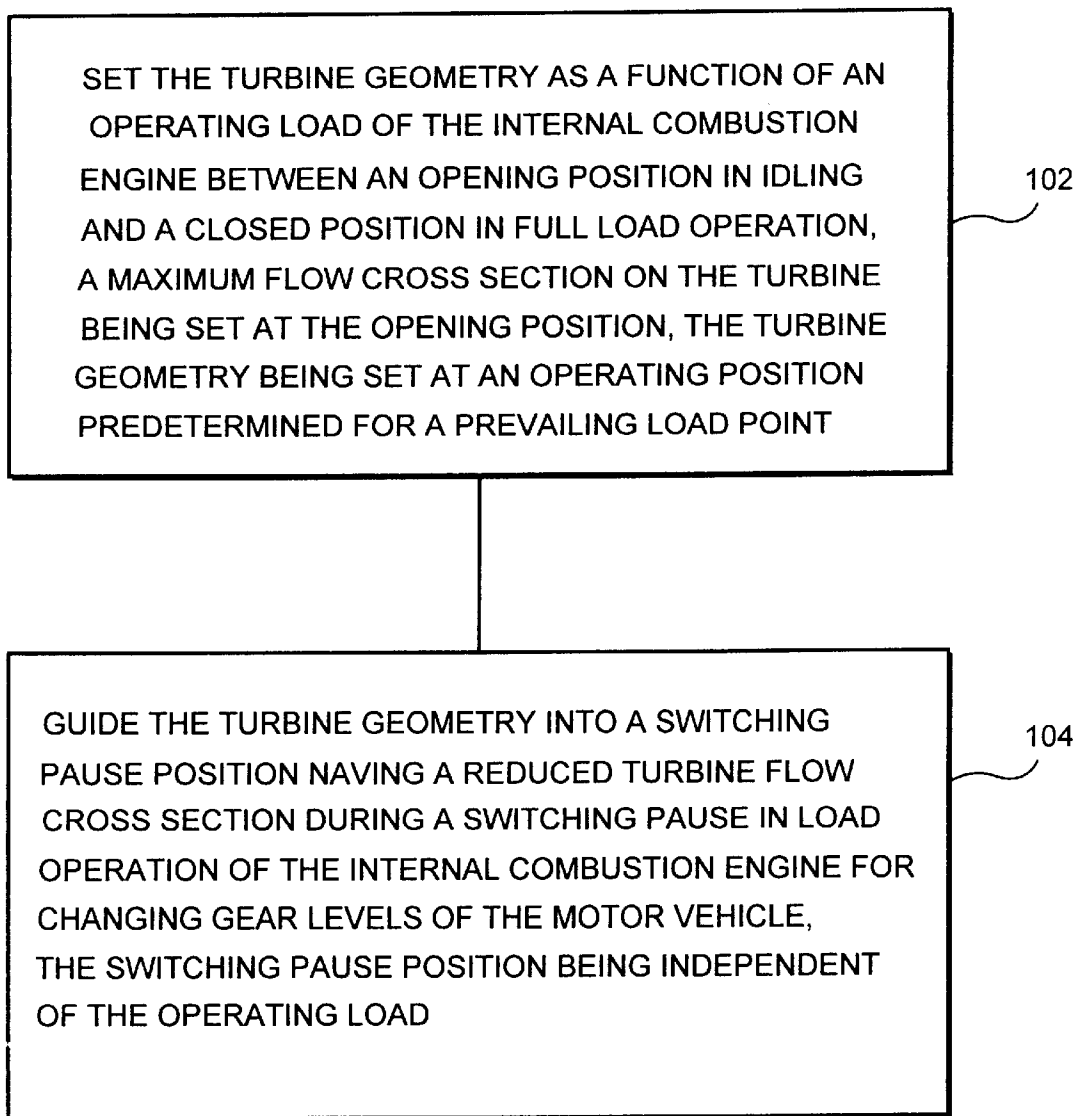 SET THE TURBINE GEOMETRY AS A FUNCTION OF AN
OPERATING LOAD OF THE INTERNAL COMBUSTION
ENGINE BETWEEN AN OPENING POSITION IN IDLING
AND A CLOSED POSITION IN FULL LOAD OPERATION,
A MAXIMUM FLOW CROSS SECTION ON THE TURBINE
BEING SET AT THE OPENING POSITION, THE TURBINE
GEOMETRY BEING SET AT AN OPERATING POSITION
PREDETERMINED FOR A PREVAILING LOAD POINT
102
GUIDE THE TURBINE GEOMETRY INTO A SWITCHING
PAUSE POSITION NAVING A REDUCED TURBINE FLOW
CROSS SECTION DURING A SWITCHING PAUSE IN LOAD
OPERATION OF THE INTERNAL COMBUSTION ENGINE FOR
CHANGING GEAR LEVELS OF THE MOTOR VEHICLE,
THE SWITCHING PAUSE POSITION BEING INDEPENDENT
OF THE OPERATING LOAD
104